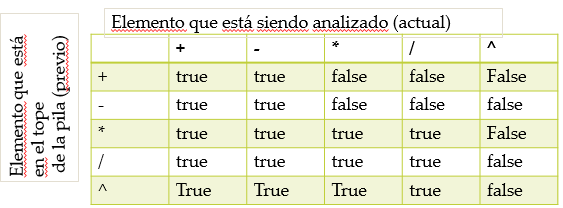 Elemento que está siendo analizado (actual)
Elemento que está
en el tope
de la pila (previo)
+ - * / ^
+ true true false false False
- true true false false false
* true true true true False
/ true true true true false
^ True True True true false